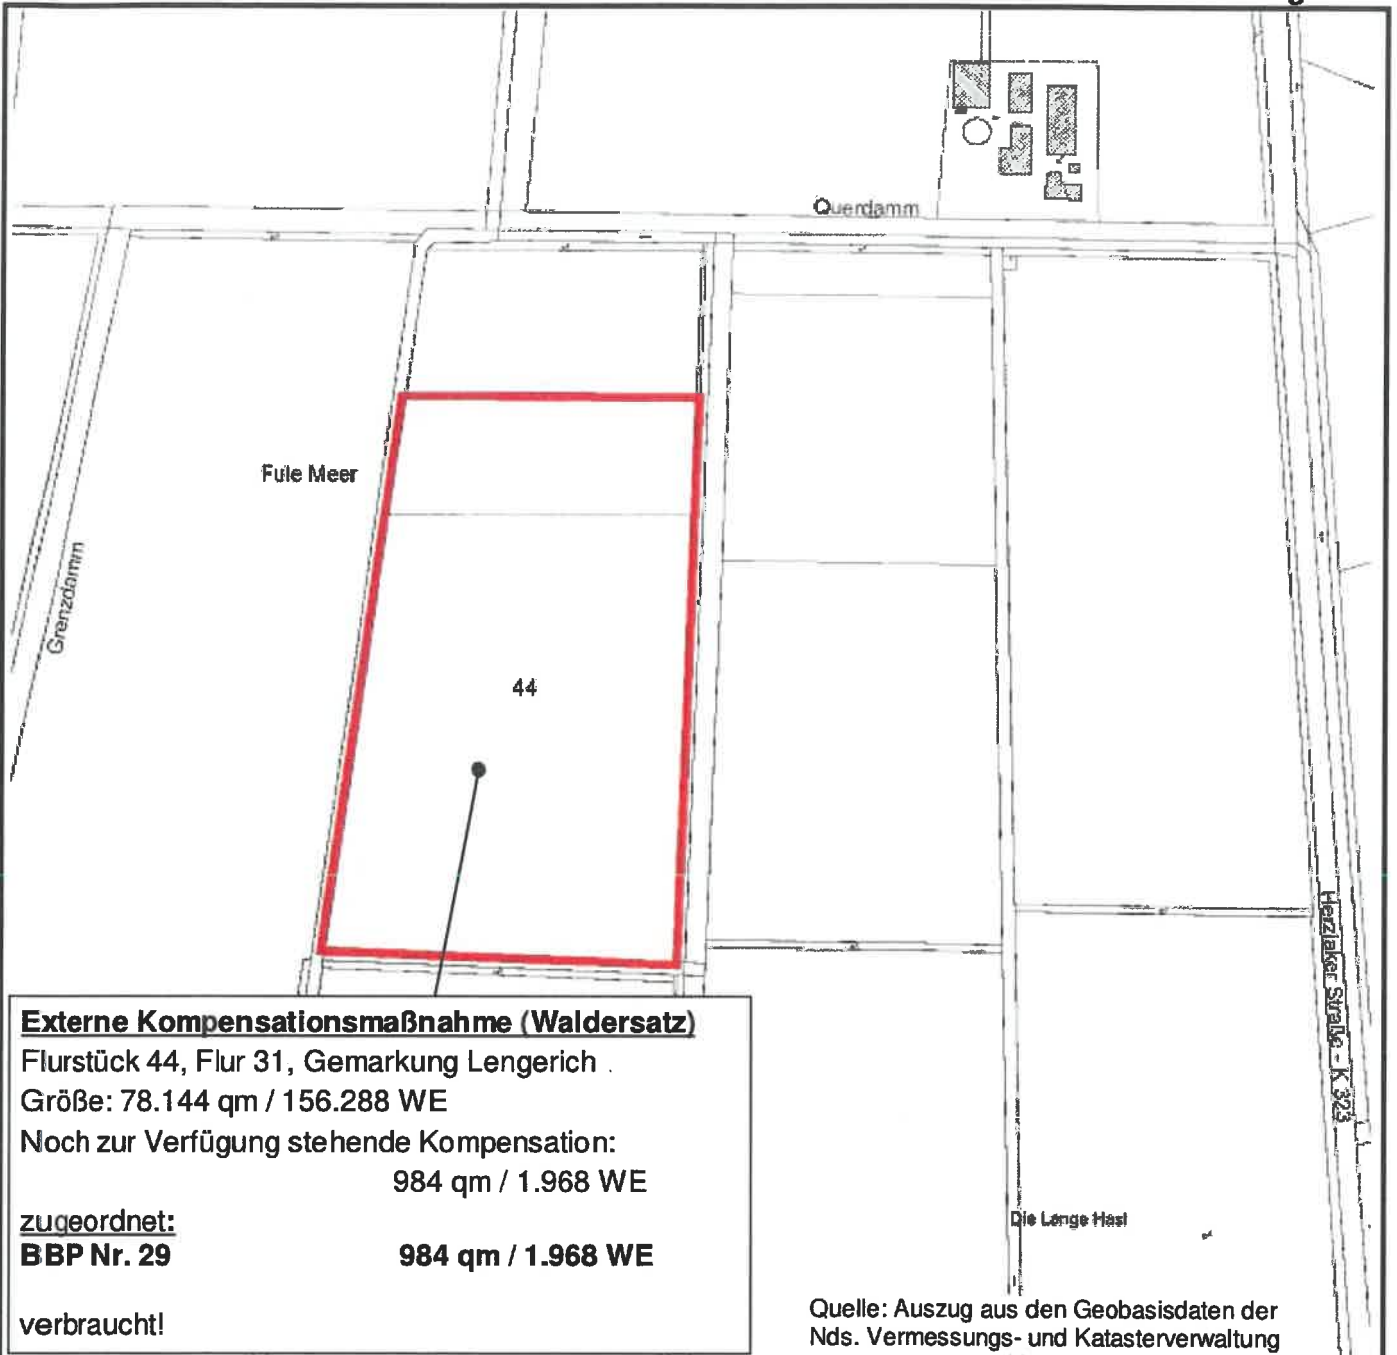 Querdamm
Fule Meer
Grenzdamm
44
Herzlaker Straße - K 323
Die Lange Hast
Externe Kompensationsmaßnahme (Waldersatz)
Flurstück 44, Flur 31, Gemarkung Lengerich
Größe: 78.144 qm / 156.288 WE
Noch zur Verfügung stehende Kompensation:
984 qm / 1.968 WE
zugeordnet:
BBP Nr. 29 984 qm / 1.968 WE
verbraucht!
Quelle: Auszug aus den Geobasisdaten der
Nds. Vermessungs- und Katasterverwaltung